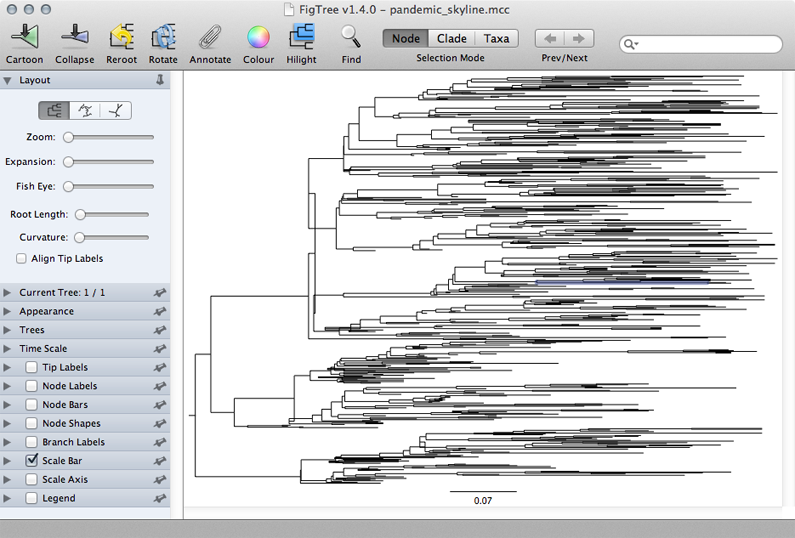 FigTree v1.4.0 - pandemic_skyline.mcc
Cartoon Collapse Reroot Rotate Annotate Colour Hilight Find
Node Clade Taxa
Selection Mode
Prev/Next
Layout
Zoom:
Expansion:
Fish Eye:
Root Length:
Curvature:
Align Tip Labels
Current Tree: 1 / 1
Appearance
Trees
Time Scale
Tip Labels
Node Labels
Node Bars
Node Shapes
Branch Labels
Scale Bar
Scale Axis
Legend
0.07